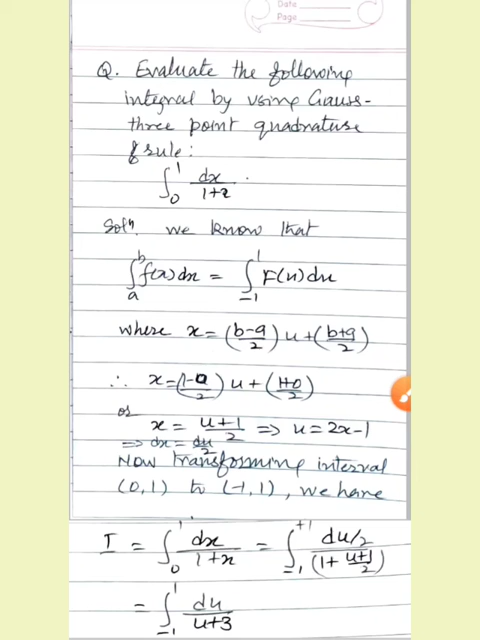 Date
Page
Q. Evaluate the following
integral by using Gauss-
three point quadrature
rule:
∫₀¹ dx/(1+x)
Solⁿ. we know that
∫ₐᵇ f(x)dx = ∫₋₁¹ F(u)du
where x = ((b-a)/2) u + ((b+a)/2)
∴ x = ((1-0)/2) u + ((1+0)/2)
or
x = (u+1)/2 ⇒ u = 2x-1
⇒ dx = du/2
Now transforming interval
(0,1) to (-1,1), we have
I = ∫₀¹ dx/(1+x) = ∫₋₁⁺¹ (du/2)/(1+(u+1)/2)
= ∫₋₁¹ du/(u+3)